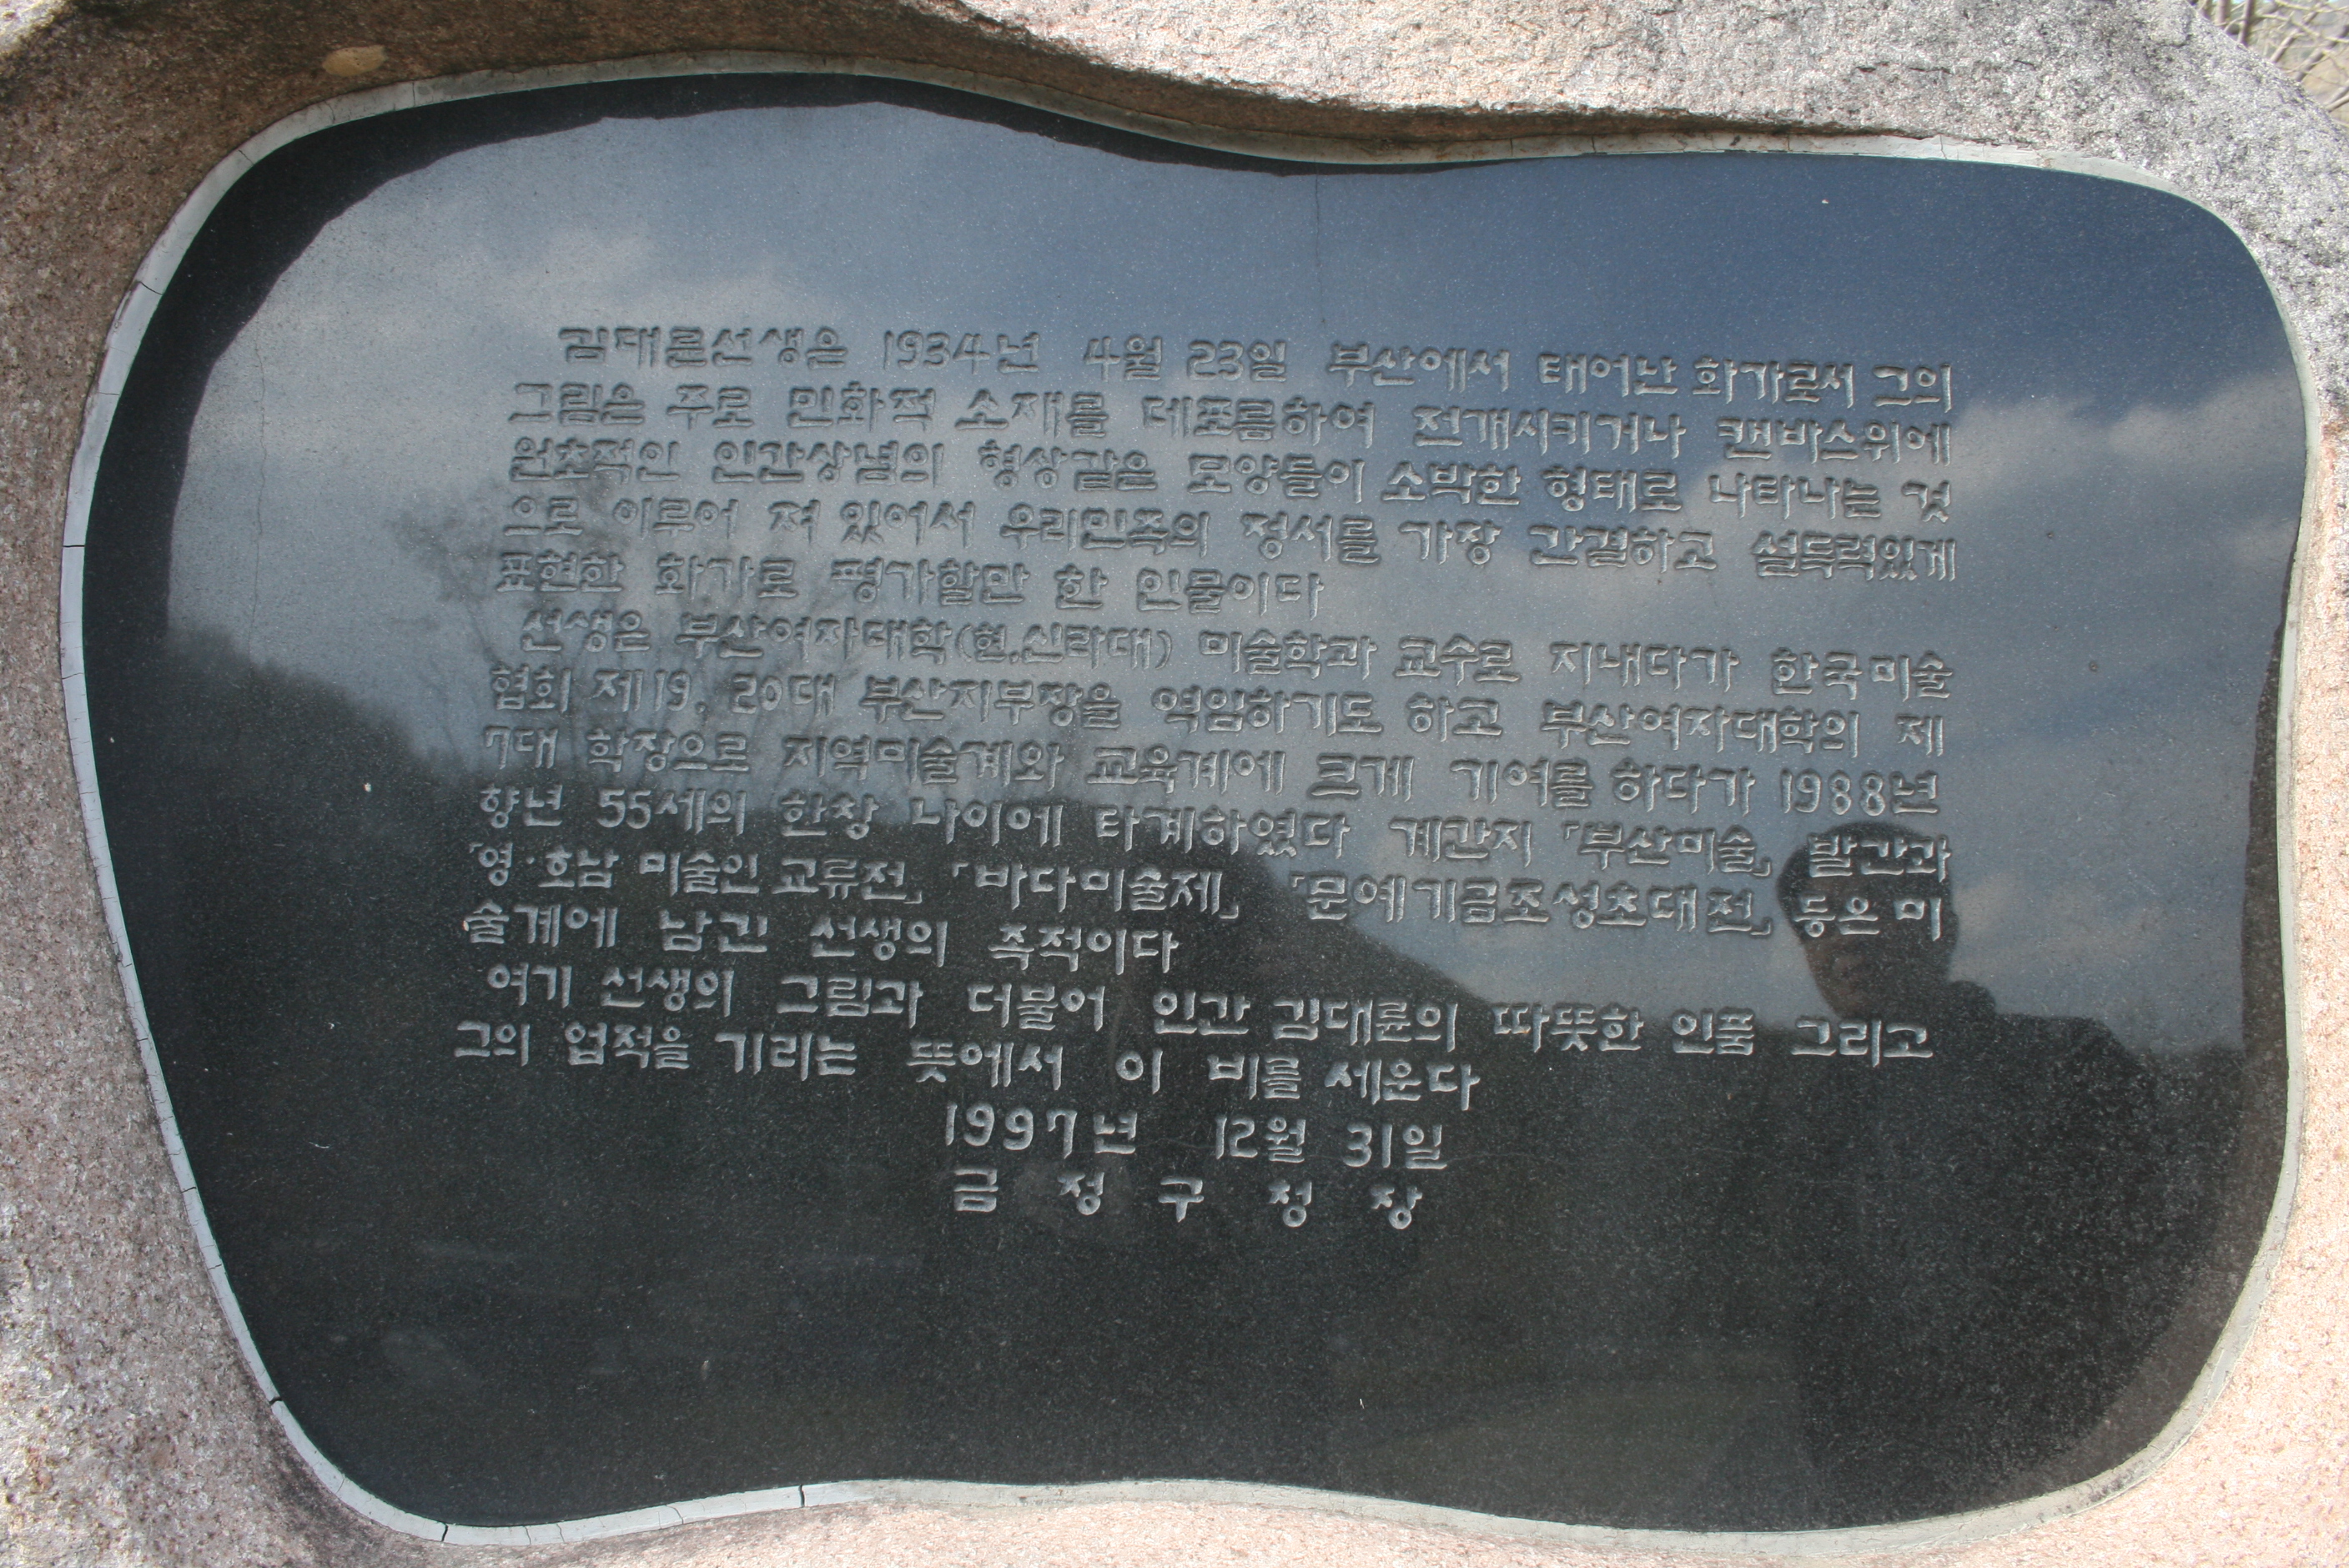 김대륜선생은 1934년 4월 23일 부산에서 태어난 화가로서 그의
그림은 주로 민화적 소재를 데포름하여 전개시키거나 캔바스위에
원초적인 인간상념의 형상같은 모양들이 소박한 형태로 나타나는 것
으로 이루어 져 있어서 우리민족의 정서를 가장 간결하고 설득력있게
표현한 화가로 평가할만 한 인물이다
선생은 부산여자대학(현,신라대) 미술학과 교수로 지내다가 한국미술
협회 제19, 20대 부산지부장을 역임하기도 하고 부산여자대학의 제
7대 학장으로 지역미술계와 교육계에 크게 기여를 하다가 1988년
향년 55세의 한창 나이에 타계하였다 계간지 「부산미술」 발간과
「영·호남 미술인 교류전」 「바다미술제」 「문예기금조성초대전」 등은 미
술계에 남긴 선생의 족적이다
여기 선생의 그림과 더불어 인간 김대륜의 따뜻한 인품 그리고
그의 업적을 기리는 뜻에서 이 비를 세운다
1997년 12월 31일
금 정 구 청 장